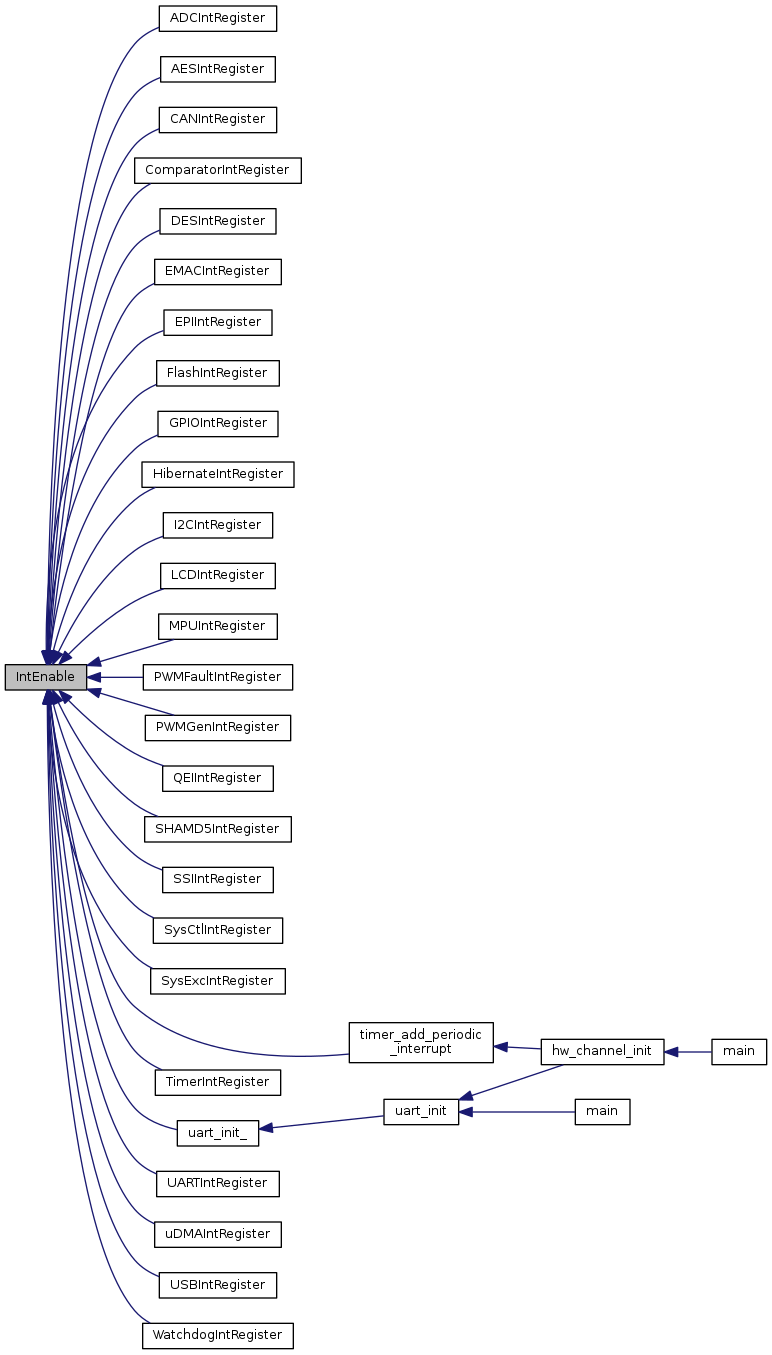 ADCIntRegister
AESIntRegister
CANIntRegister
ComparatorIntRegister
DESIntRegister
EMACIntRegister
EPIIntRegister
FlashIntRegister
GPIOIntRegister
HibernateIntRegister
I2CIntRegister
LCDIntRegister
MPUIntRegister
IntEnable
PWMFaultIntRegister
PWMGenIntRegister
QEIIntRegister
SHAMD5IntRegister
SSIIntRegister
SysCtlIntRegister
SysExcIntRegister
timer_add_periodic
_interrupt
hw_channel_init
main
TimerIntRegister
uart_init
main
uart_init_
UARTIntRegister
uDMAIntRegister
USBIntRegister
WatchdogIntRegister